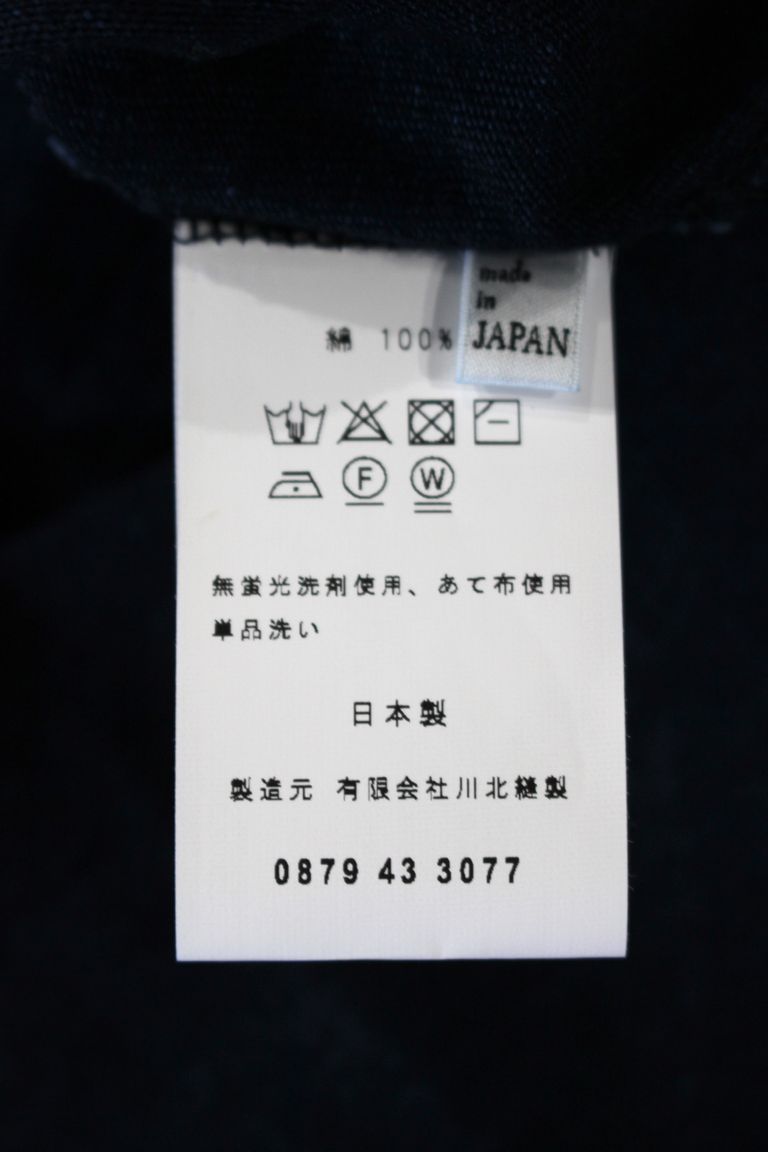 made
in
JAPAN
綿 100%
F
W
無蛍光洗剤使用、あて布使用
単品洗い
日本製
製造元 有限会社川北縫製
0879 43 3077